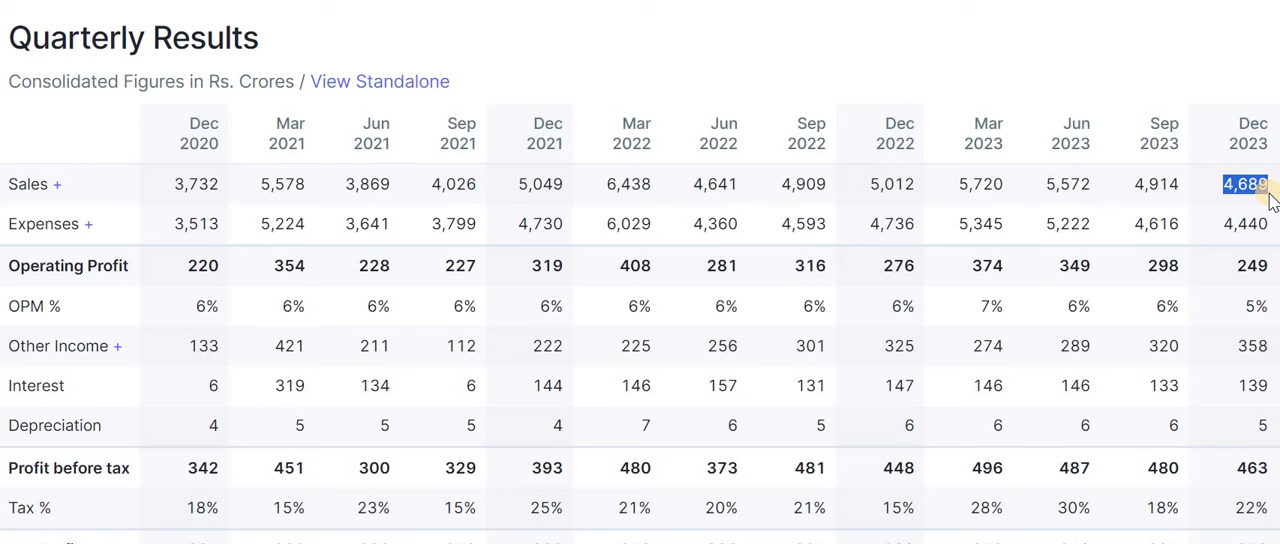 Quarterly Results
Consolidated Figures in Rs. Crores / View Standalone
Dec 2020 Mar 2021 Jun 2021 Sep 2021 Dec 2021 Mar 2022 Jun 2022 Sep 2022 Dec 2022 Mar 2023 Jun 2023 Sep 2023 Dec 2023
Sales + 3,732 5,578 3,869 4,026 5,049 6,438 4,641 4,909 5,012 5,720 5,572 4,914 4,689
Expenses + 3,513 5,224 3,641 3,799 4,730 6,029 4,360 4,593 4,736 5,345 5,222 4,616 4,440
Operating Profit 220 354 228 227 319 408 281 316 276 374 349 298 249
OPM % 6% 6% 6% 6% 6% 6% 6% 6% 6% 7% 6% 6% 5%
Other Income + 133 421 211 112 222 225 256 301 325 274 289 320 358
Interest 6 319 134 6 144 146 157 131 147 146 146 133 139
Depreciation 4 5 5 5 4 7 6 5 6 6 6 6 5
Profit before tax 342 451 300 329 393 480 373 481 448 496 487 480 463
Tax % 18% 15% 23% 15% 25% 21% 20% 21% 15% 28% 30% 18% 22%